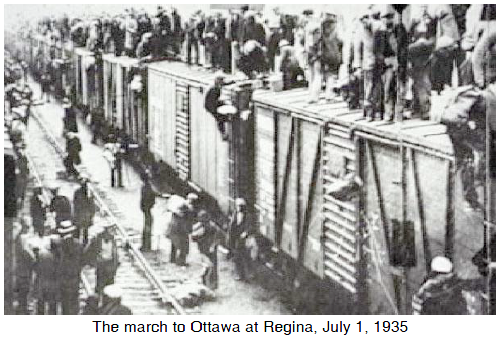 The march to Ottawa at Regina, July 1, 1935